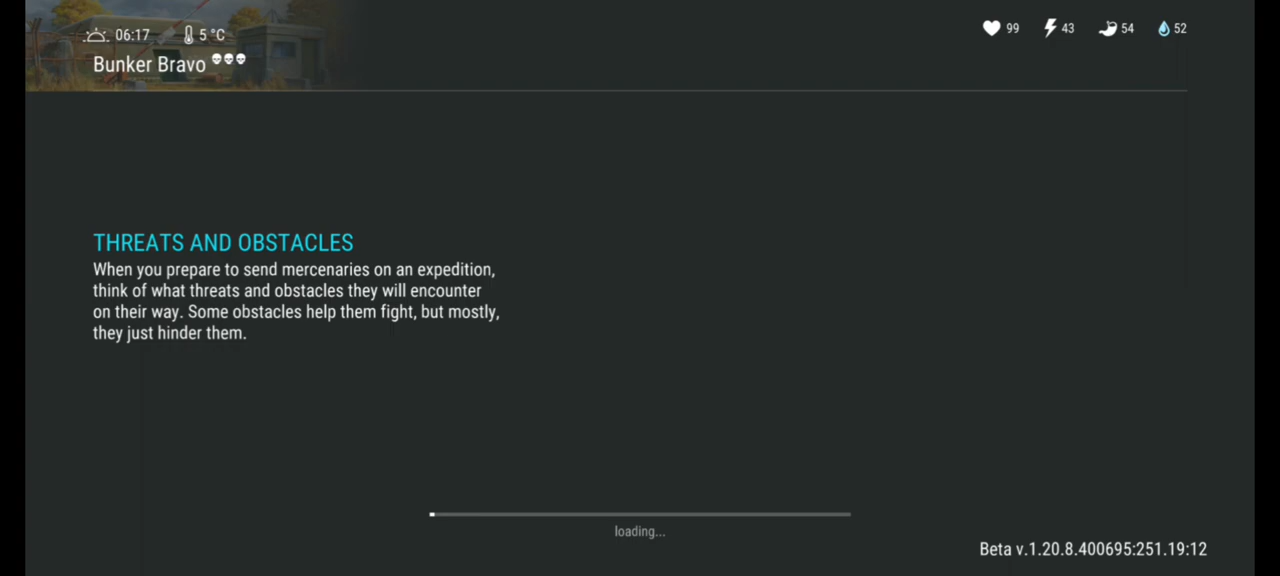 06:17 5 °C 99 43 54 52
Bunker Bravo
THREATS AND OBSTACLES
When you prepare to send mercenaries on an expedition,
think of what threats and obstacles they will encounter
on their way. Some obstacles help them fight, but mostly,
they just hinder them.
loading...
Beta v.1.20.8.400695:251.19:12